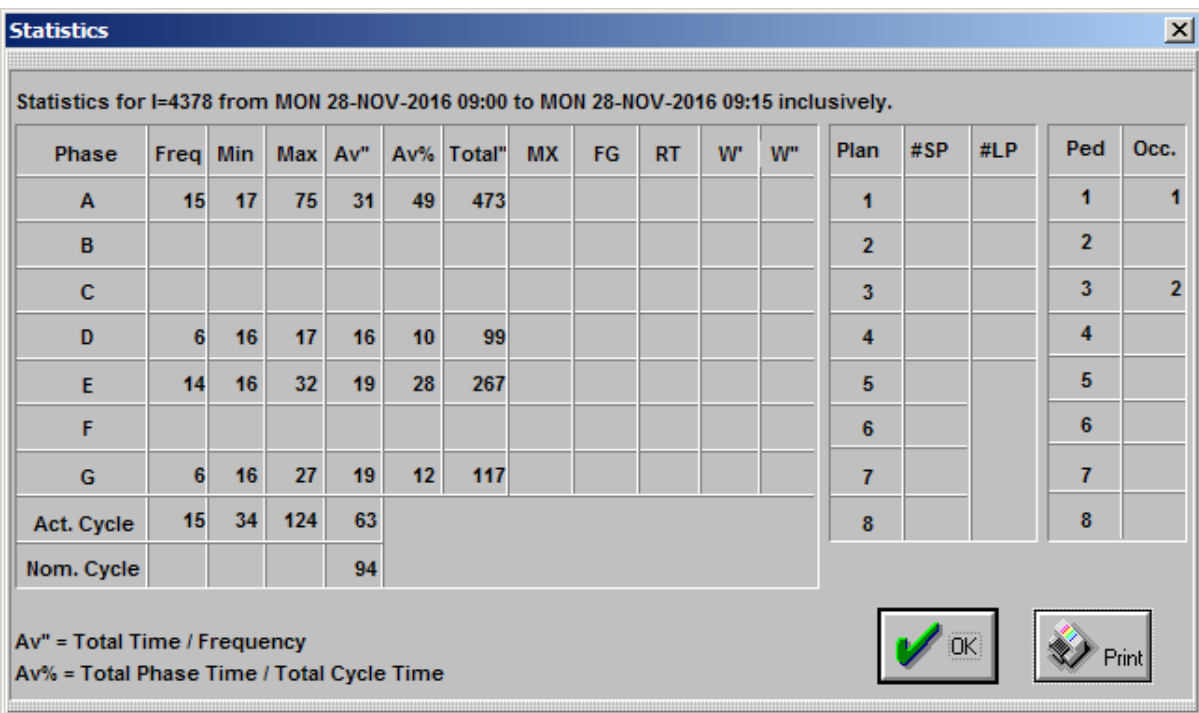 Statistics
Statistics for I=4378 from MON 28-NOV-2016 09:00 to MON 28-NOV-2016 09:15 inclusively.
Phase Freq Min Max Av" Av% Total" MX FG RT W' W"
A 15 17 75 31 49 473
B
C
D 6 16 17 16 10 99
E 14 16 32 19 28 267
F
G 6 16 27 19 12 117
Act. Cycle 15 34 124 63
Nom. Cycle 94
Plan #SP #LP
1
2
3
4
5
6
7
8
Ped Occ.
1 1
2
3 2
4
5
6
7
8
Av" = Total Time / Frequency
Av% = Total Phase Time / Total Cycle Time
OK
Print